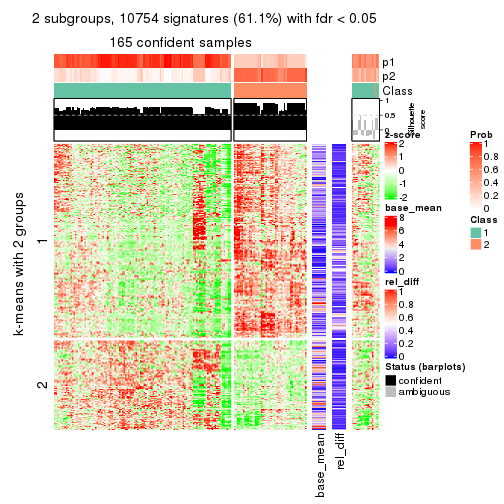 2 subgroups, 10754 signatures (61.1%) with fdr < 0.05
165 confident samples
p1
p2
Class
1
0.5
0
Silhouette
score
k-means with 2 groups
1
2
base_mean
rel_diff
z-score
2
1
0
-1
-2
base_mean
8
6
4
2
0
rel_diff
1
0.8
0.6
0.4
0.2
0
Status (barplots)
confident
ambiguous
Prob
1
0.8
0.6
0.4
0.2
0
Class
1
2